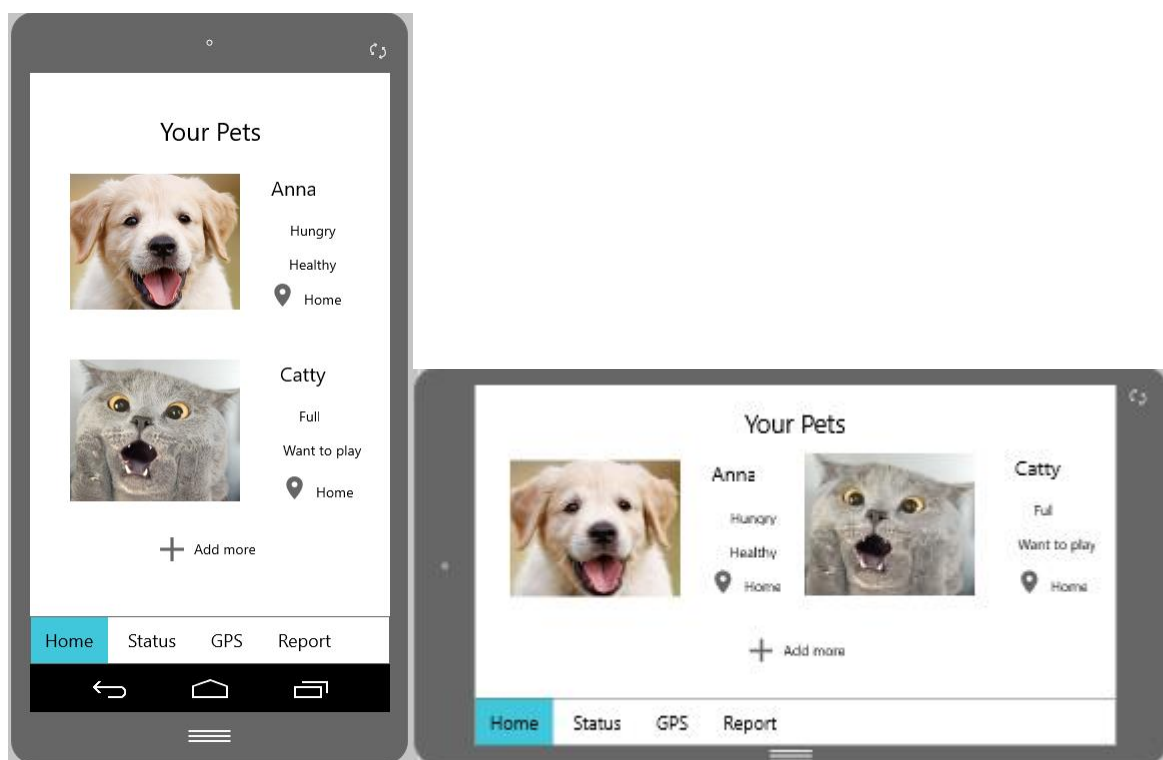 Your Pets
Anna
Hungry
Healthy
Home
Catty
Full
Want to play
Home
Add more
Home Status GPS Report
Your Pets
Anna
Hungry
Healthy
Home
Catty
Ful
Want to play
Home
Add more
Home Status GPS Report